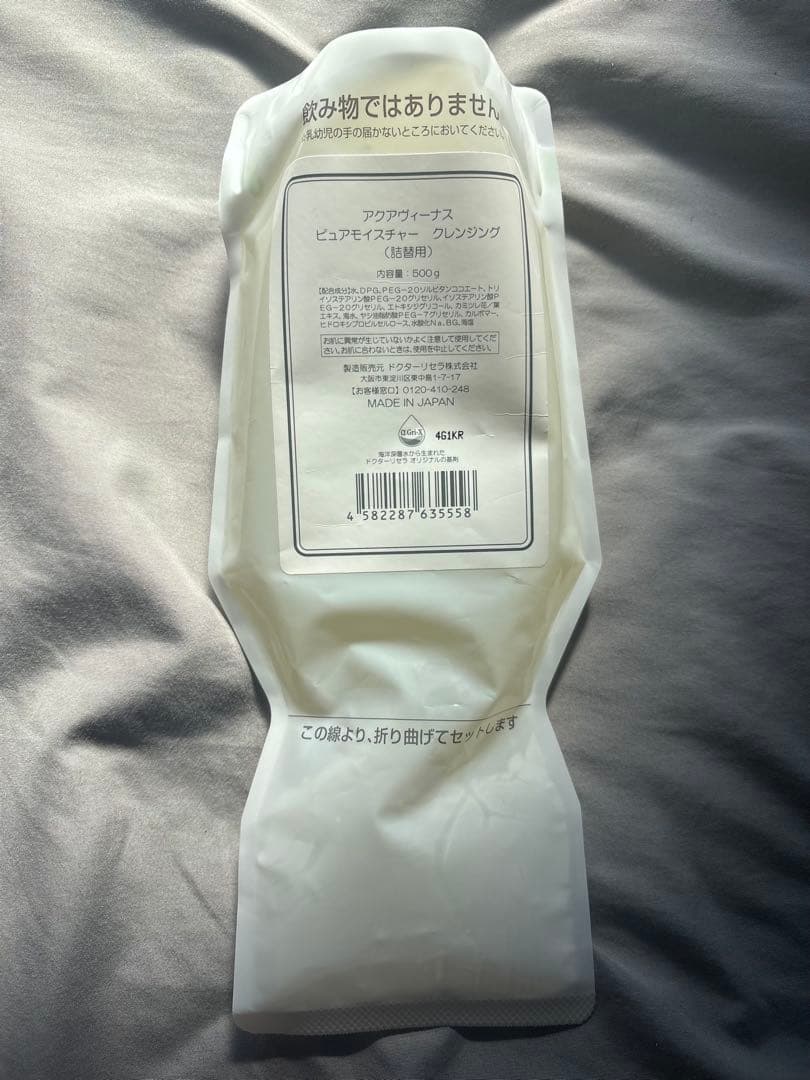 飲み物ではありません
乳幼児の手の届かないところにおいてください
アクアヴィーナス
ピュアモイスチャー クレンジング
(詰替用)
内容量:500g
【配合成分】水、DPG、PEG-20ソルビタンココエート、トリ
イソステアリン酸PEG-20グリセリル、イソステアリン酸P
EG-20グリセリル、エトキシジグリコール、カミツレ花/葉
エキス、海水、ヤシ油脂肪酸PEG-7グリセリル、カルボマー、
ヒドロキシプロピルセルロース、水酸化Na、BG、海塩
お肌に異常が生じていないかよく注意して使用してくだ
さい。お肌に合わないときは、使用を中止してください。
製造販売元 ドクターリセラ株式会社
大阪市東淀川区東中島1-7-17
【お客様窓口】0120-410-248
MADE IN JAPAN
α Gri-X 4G1KR
海洋深層水から生まれた
ドクターリセラ オリジナルの基剤
4 582287 635558
この線より、折り曲げてセットします